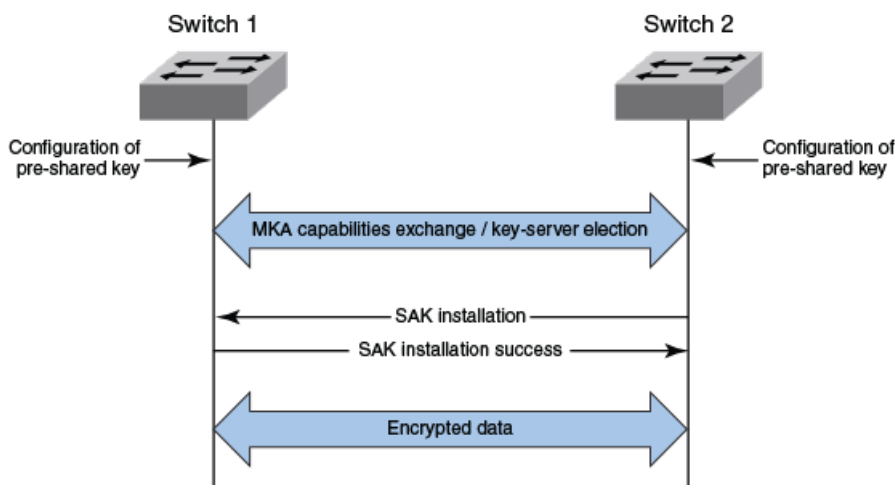 Switch 1
Switch 2
Configuration of
pre-shared key
Configuration of
pre-shared key
MKA capabilities exchange / key-server election
SAK installation
SAK installation success
Encrypted data